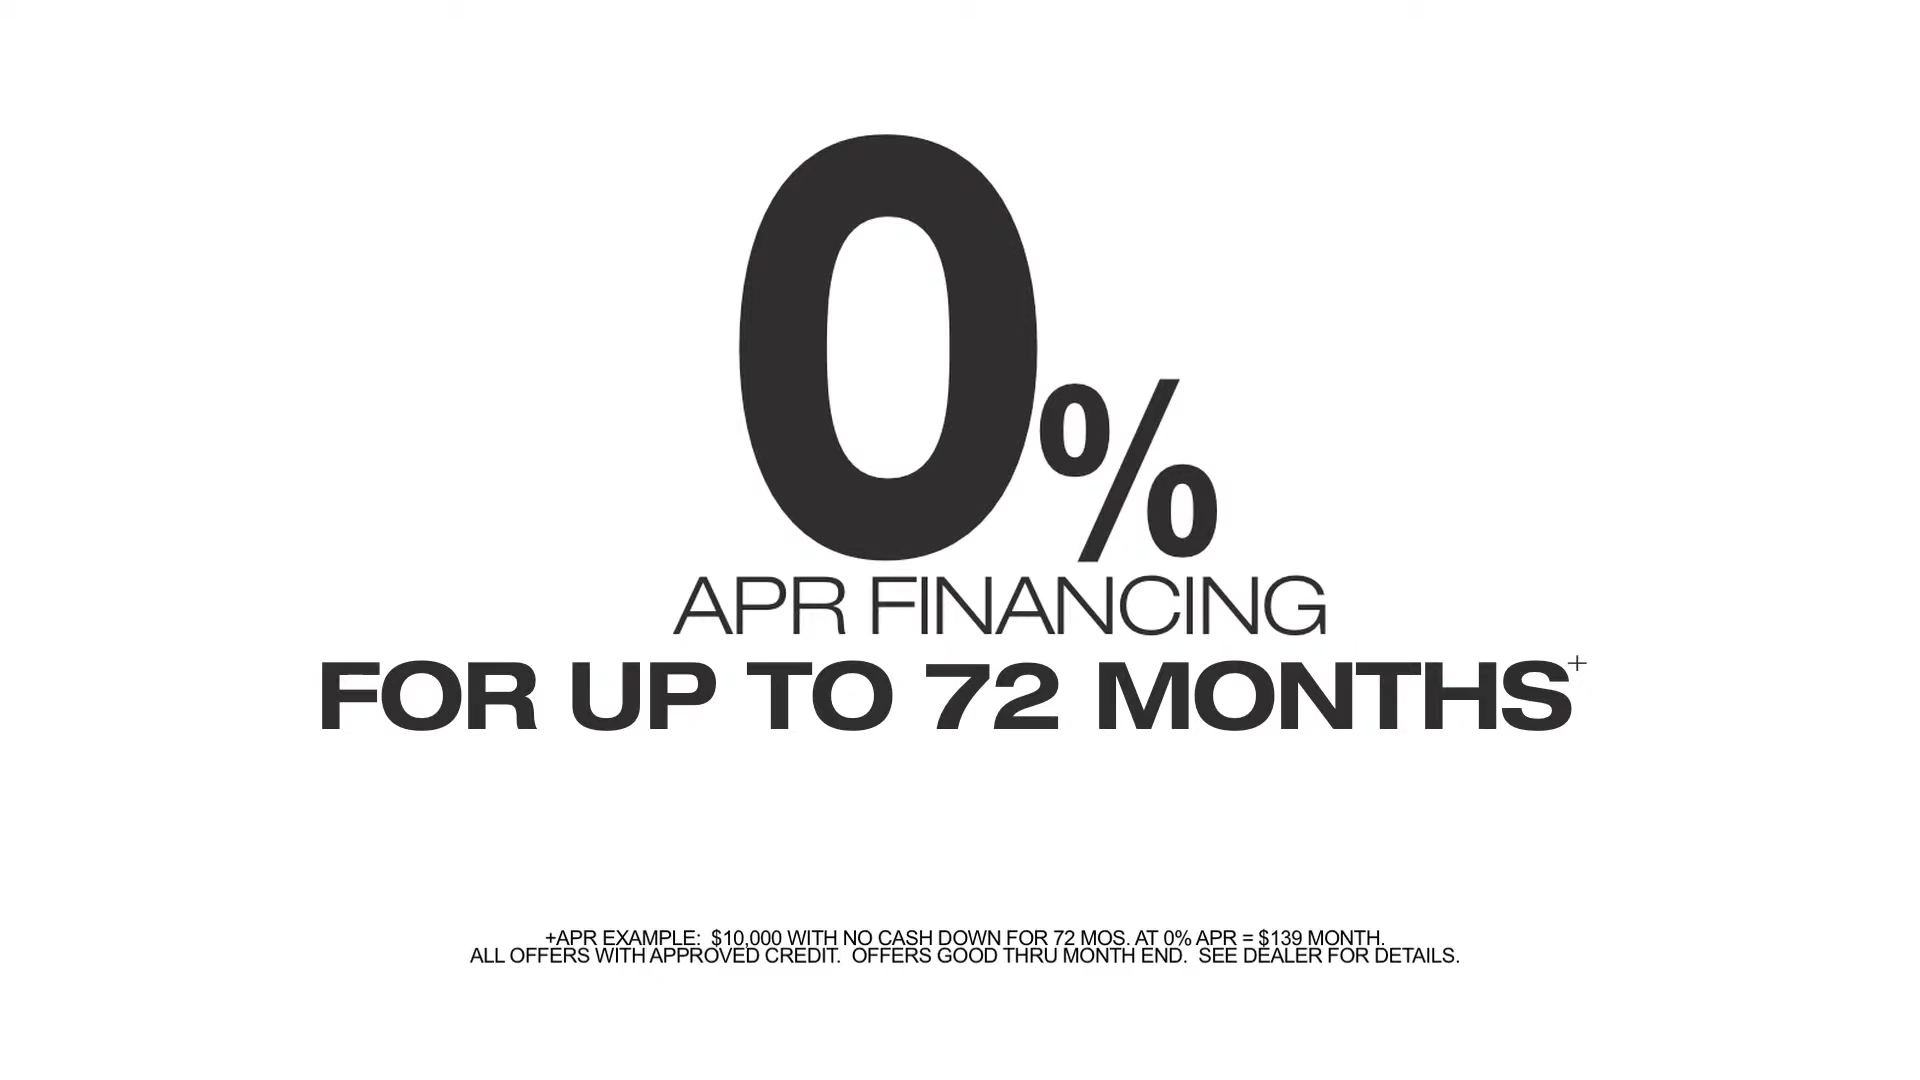 0%
APR FINANCING
FOR UP TO 72 MONTHS+
+APR EXAMPLE: $10,000 WITH NO CASH DOWN FOR 72 MOS. AT 0% APR = $139 MONTH.
ALL OFFERS WITH APPROVED CREDIT. OFFERS GOOD THRU MONTH END. SEE DEALER FOR DETAILS.